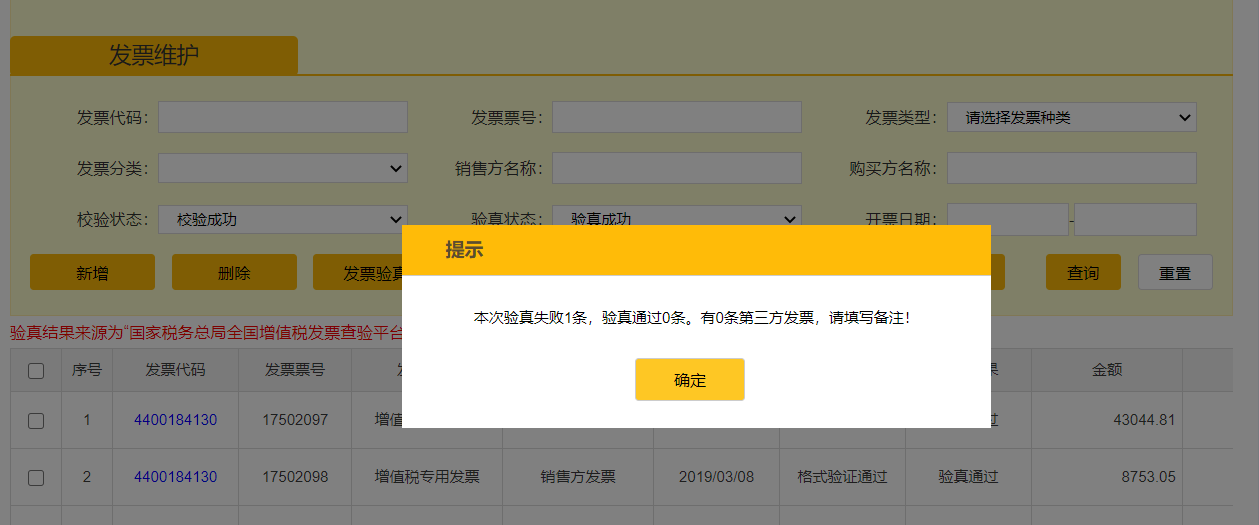 发票维护
发票代码：
发票票号：
发票类型：
请选择发票种类
发票分类：
销售方名称：
购买方名称：
校验状态：
校验成功
验真状态：
验真成功
开票日期：
-
提示
新增
删除
发票验真
查询
重置
本次验真失败1条，验真通过0条。有0条第三方发票，请填写备注！
确定
验真结果来源为“国家税务总局全国增值税发票查验平台
序号 发票代码 发票票号 金额
1 4400184130 17502097 43044.81
2 4400184130 17502098 增值税专用发票 销售方发票 2019/03/08 格式验证通过 验真通过 8753.05